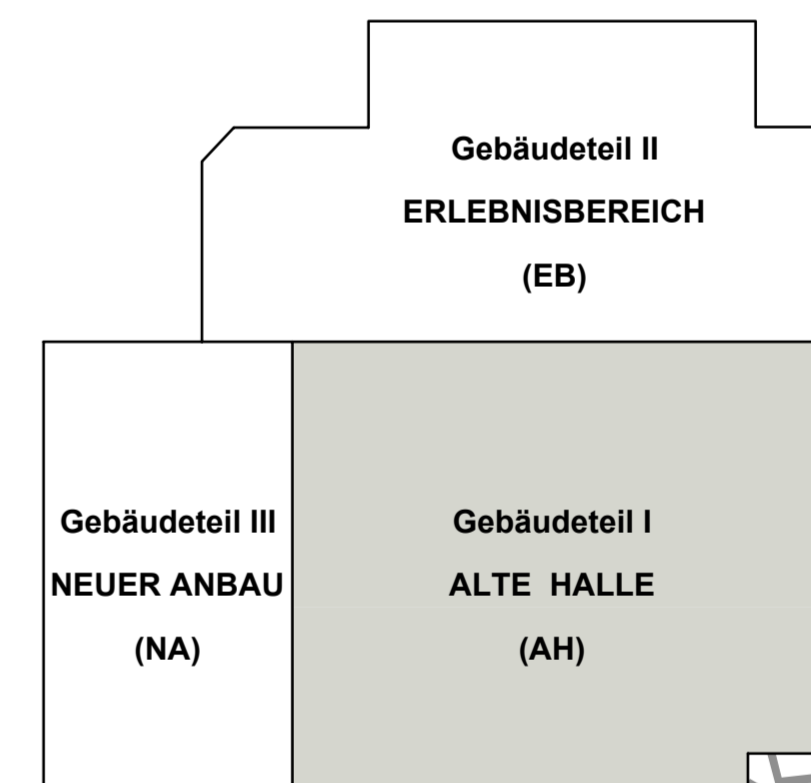 Gebäudeteil II
ERLEBNISBEREICH
(EB)
Gebäudeteil III
NEUER ANBAU
(NA)
Gebäudeteil I
ALTE  HALLE
(AH)